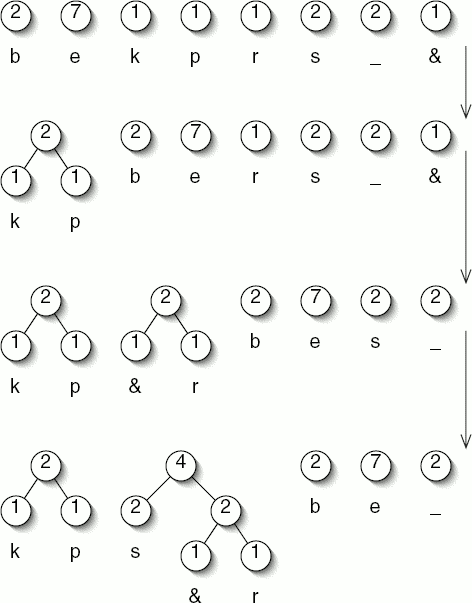 2 7 1 1 1 2 2 1
b e k p r s _ &
2 2 7 1 2 2 1
1 1 b e r s _ &
k p
2 2 2 7 2 2
1 1 1 1 b e s _
k p & r
2 4 2 7 2
1 1 2 2 b e _
k p s 1 1
& r